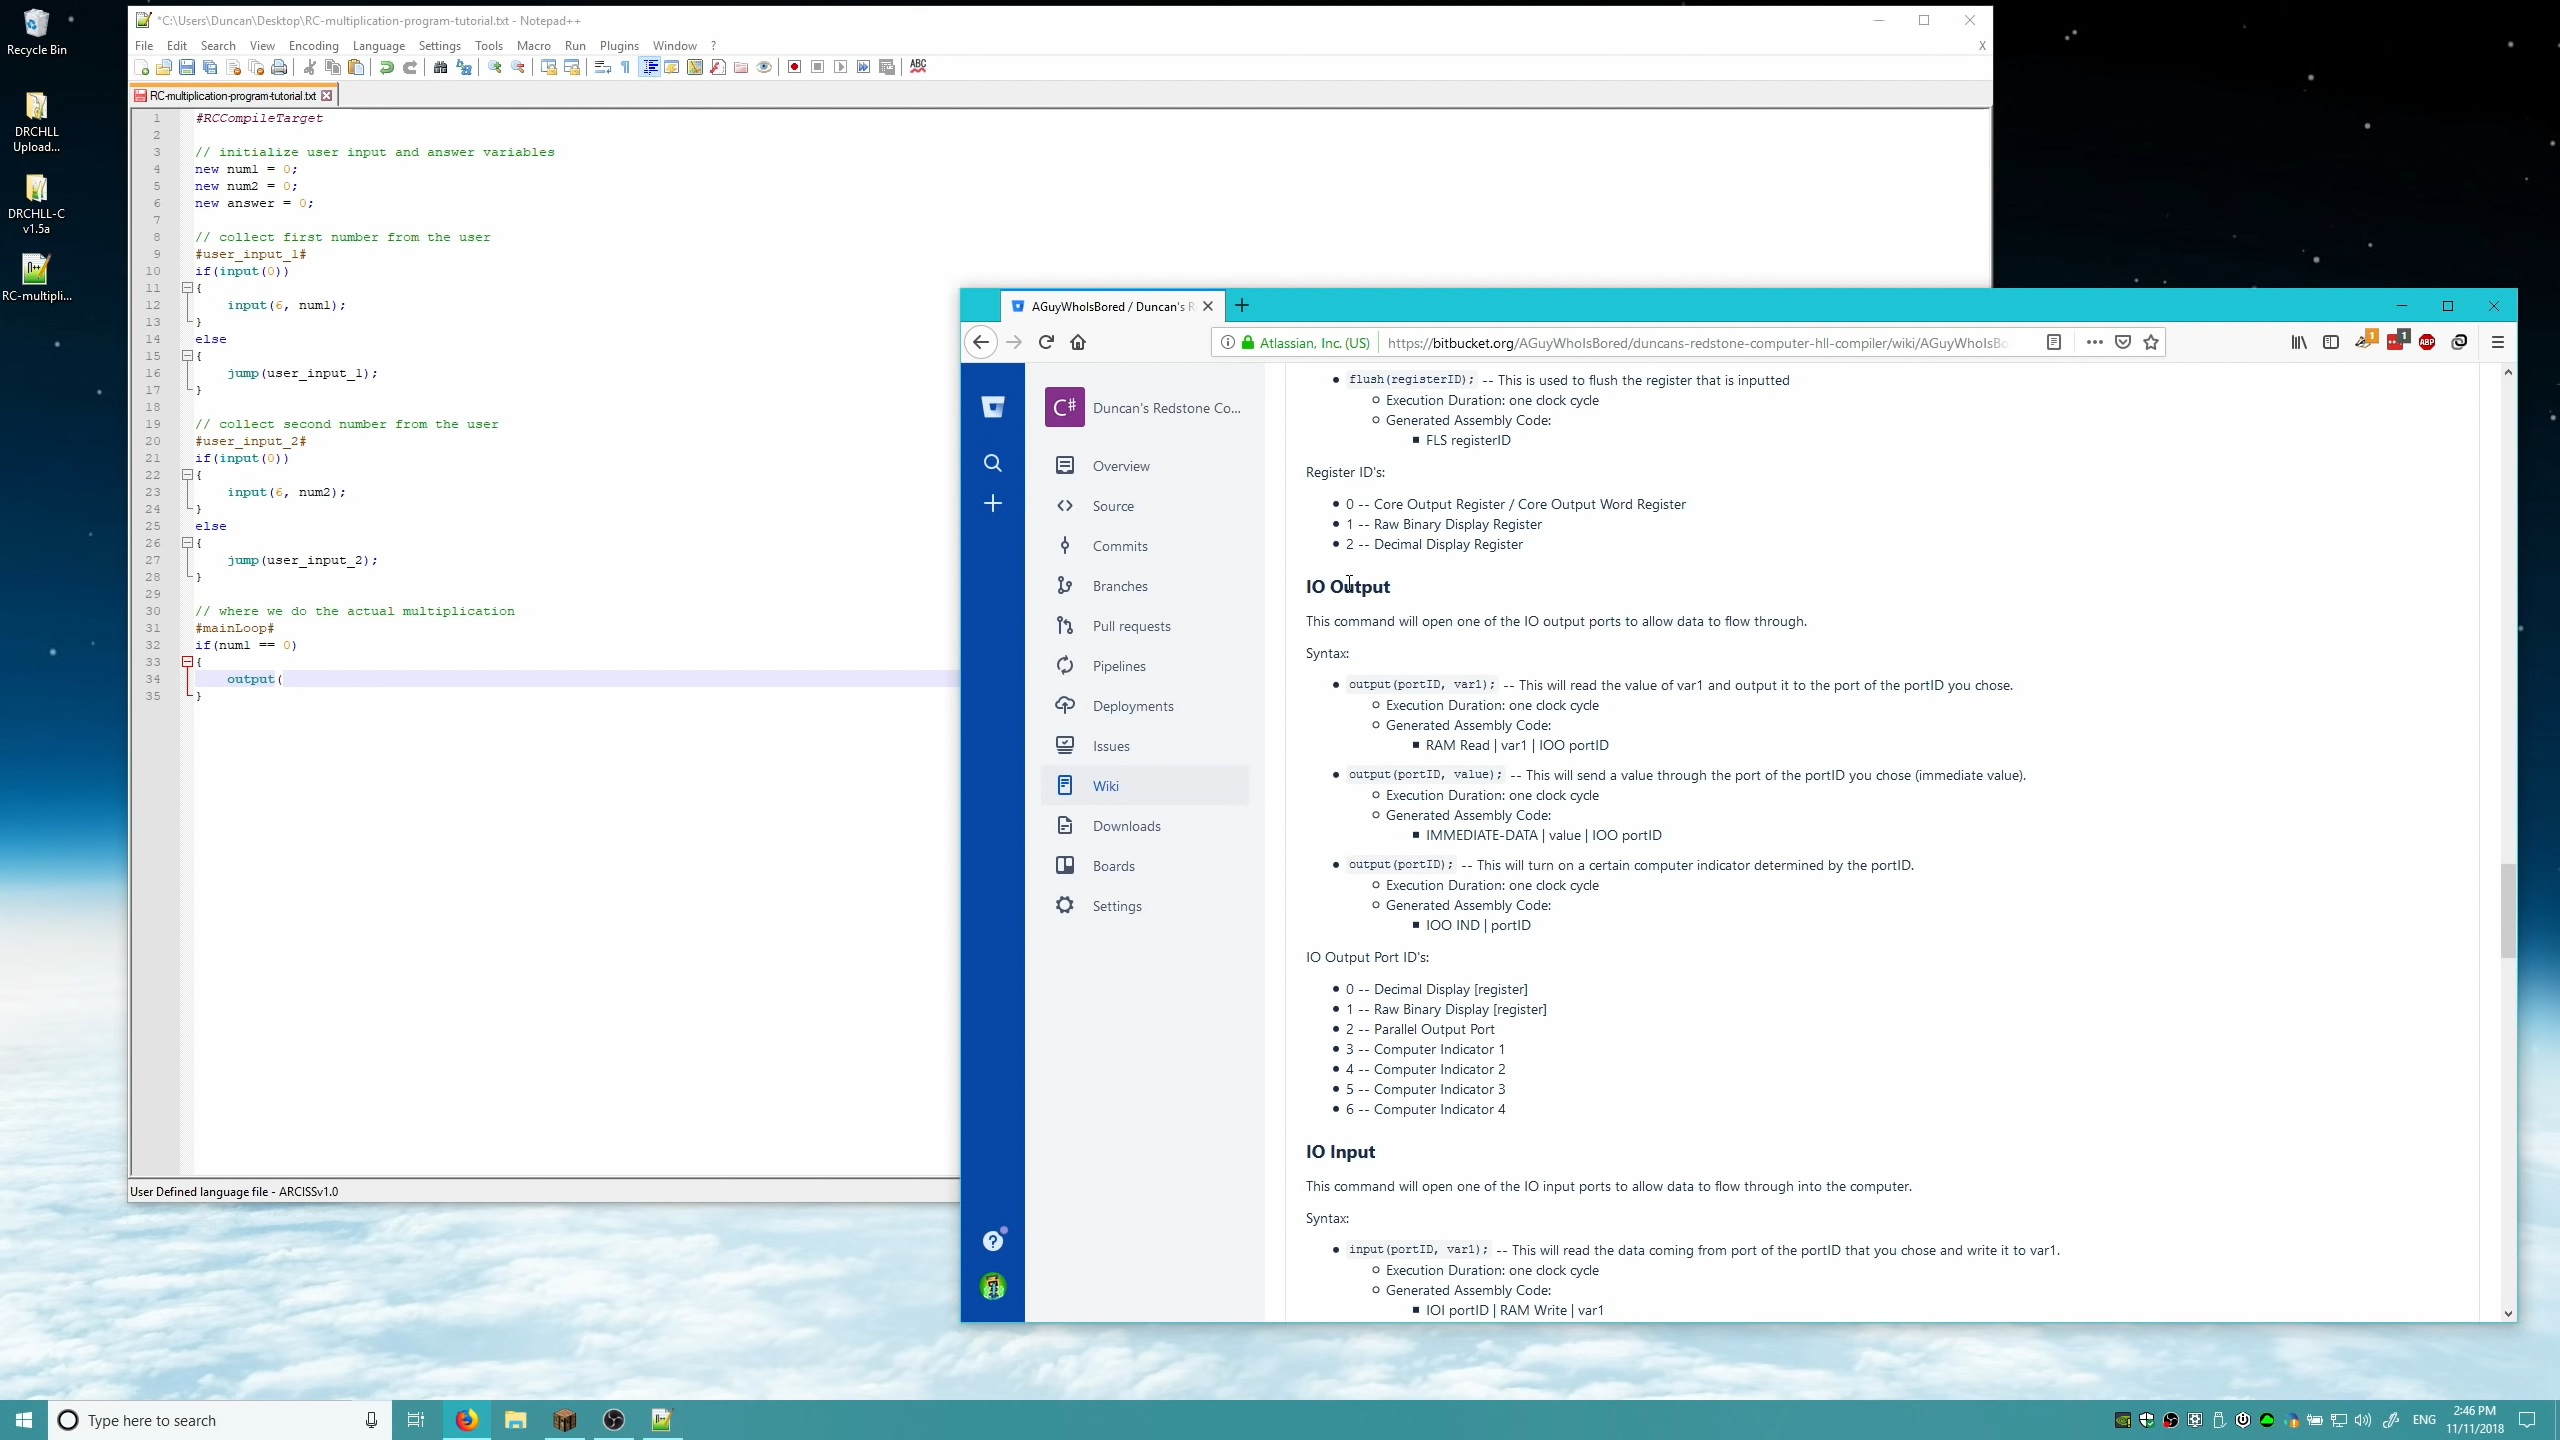 Recycle Bin
DRCHLL
Upload...
DRCHLL-C
v1.5a
RC-multipli...
*C:\Users\Duncan\Desktop\RC-multiplication-program-tutorial.txt - Notepad++
File Edit Search View Encoding Language Settings Tools Macro Run Plugins Window ? X
ABC
RC-multiplication-program-tutorial.txt
1 #RCCompileTarget
2
3 // initialize user input and answer variables
4 new num1 = 0;
5 new num2 = 0;
6 new answer = 0;
7
8 // collect first number from the user
9 #user_input_1#
10 if(input(0))
11 {
12 input(6, num1);
13 }
14 else
15 {
16 jump(user_input_1);
17 }
18
19 // collect second number from the user
20 #user_input_2#
21 if(input(0))
22 {
23 input(6, num2);
24 }
25 else
26 {
27 jump(user_input_2);
28 }
29
30 // where we do the actual multiplication
31 #mainLoop#
32 if(num1 == 0)
33 {
34 output(
35 }
User Defined language file - ARCISSv1.0
AGuyWhoIsBored / Duncan's R
Atlassian, Inc. (US) https://bitbucket.org/AGuyWhoIsBored/duncans-redstone-computer-hll-compiler/wiki/AGuyWhoIsBo
1
1
ABP
C#
Duncan's Redstone Co...
Overview
Source
Commits
Branches
Pull requests
Pipelines
Deployments
Issues
Wiki
Downloads
Boards
Settings
flush(registerID); -- This is used to flush the register that is inputted
Execution Duration: one clock cycle
Generated Assembly Code:
FLS registerID
Register ID's:
0 -- Core Output Register / Core Output Word Register
1 -- Raw Binary Display Register
2 -- Decimal Display Register
IO Output
This command will open one of the IO output ports to allow data to flow through.
Syntax:
output(portID, var1); -- This will read the value of var1 and output it to the port of the portID you chose.
Execution Duration: one clock cycle
Generated Assembly Code:
RAM Read | var1 | IOO portID
output(portID, value); -- This will send a value through the port of the portID you chose (immediate value).
Execution Duration: one clock cycle
Generated Assembly Code:
IMMEDIATE-DATA | value | IOO portID
output(portID); -- This will turn on a certain computer indicator determined by the portID.
Execution Duration: one clock cycle
Generated Assembly Code:
IOO IND | portID
IO Output Port ID's:
0 -- Decimal Display [register]
1 -- Raw Binary Display [register]
2 -- Parallel Output Port
3 -- Computer Indicator 1
4 -- Computer Indicator 2
5 -- Computer Indicator 3
6 -- Computer Indicator 4
IO Input
This command will open one of the IO input ports to allow data to flow through into the computer.
Syntax:
input(portID, var1); -- This will read the data coming from port of the portID that you chose and write it to var1.
Execution Duration: one clock cycle
Generated Assembly Code:
IOI portID | RAM Write | var1
Type here to search
ENG
2:46 PM
11/11/2018